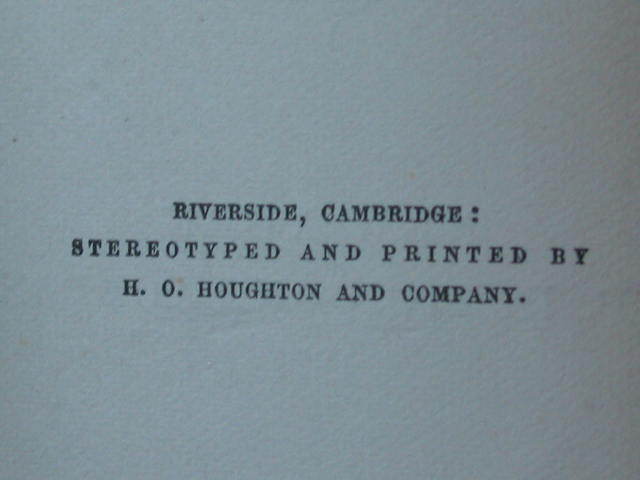 RIVERSIDE, CAMBRIDGE:
STEREOTYPED AND PRINTED BY
H. O. HOUGHTON AND COMPANY.